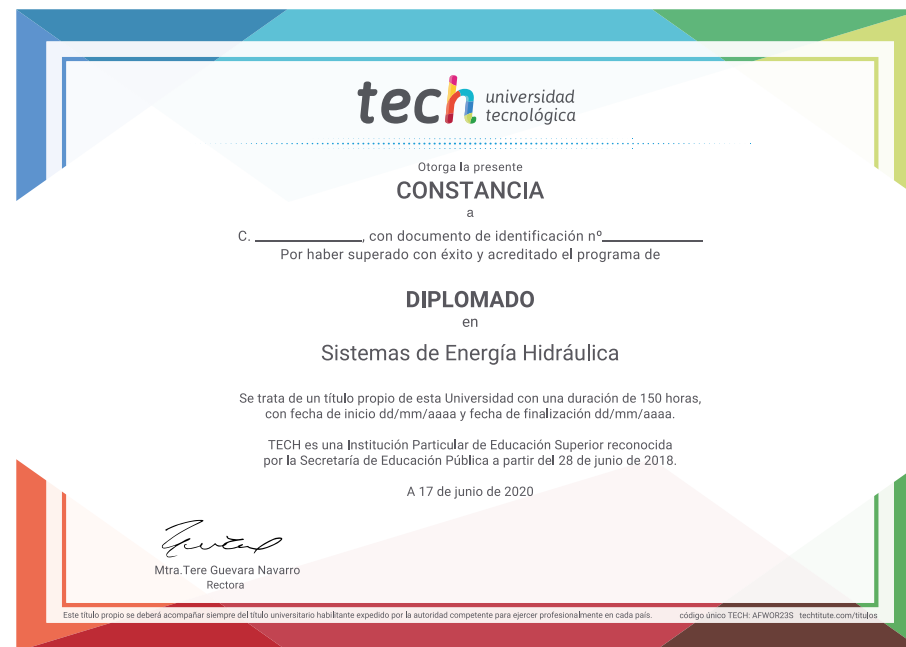 tech universidad
tecnológica
Otorga la presente
CONSTANCIA
a
C. ____________, con documento de identificación nº____________
Por haber superado con éxito y acreditado el programa de
DIPLOMADO
en
Sistemas de Energía Hidráulica
Se trata de un título propio de esta Universidad con una duración de 150 horas,
con fecha de inicio dd/mm/aaaa y fecha de finalización dd/mm/aaaa.
TECH es una Institución Particular de Educación Superior reconocida
por la Secretaría de Educación Pública a partir del 28 de junio de 2018.
A 17 de junio de 2020
Mtra.Tere Guevara Navarro
Rectora
Este título propio se deberá acompañar siempre del título universitario habilitante expedido por la autoridad competente para ejercer profesionalmente en cada país. código único TECH: AFWOR23S techtitute.com/titulos